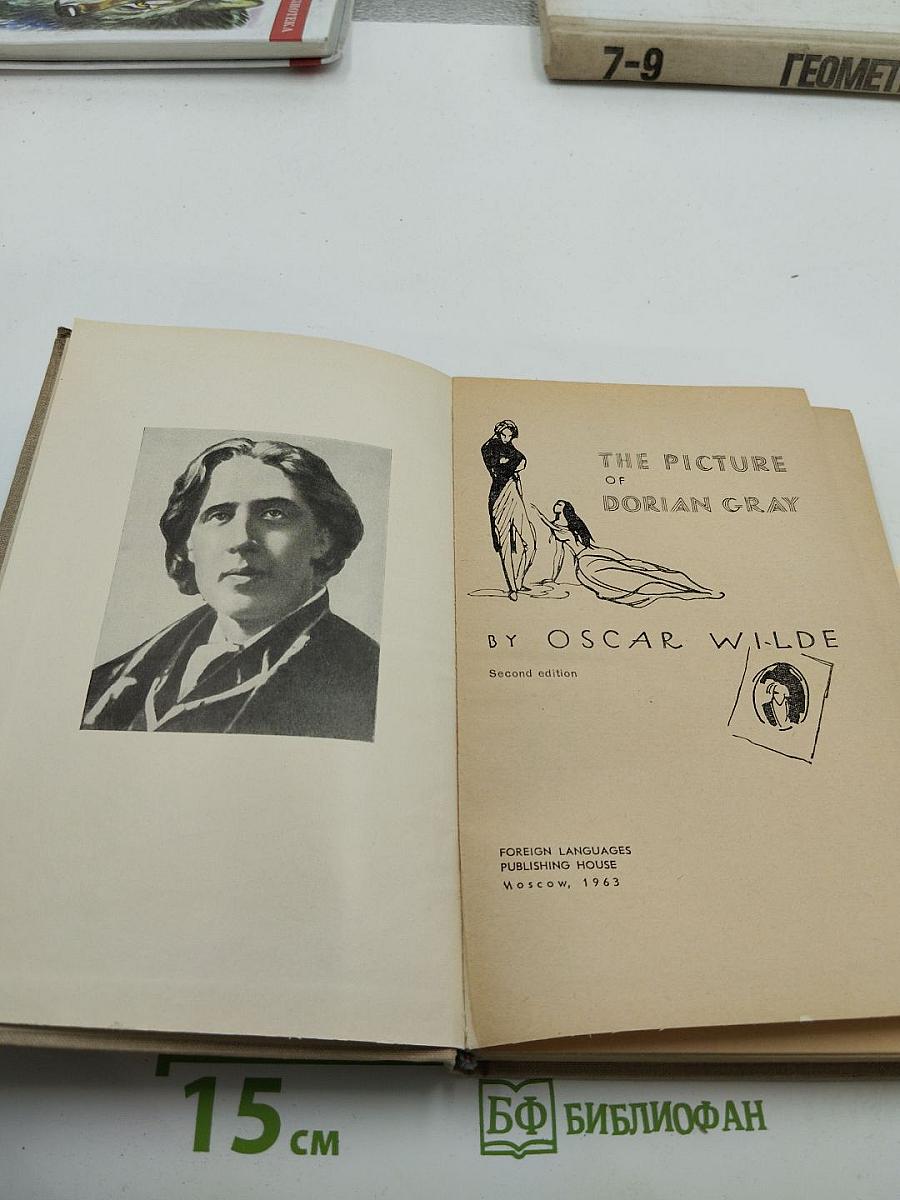 БИБЛИОТЕКА
7-9
ГЕОМЕТ
THE PICTURE
OF
DORIAN GRAY
BY OSCAR WILDE
Second edition
FOREIGN LANGUAGES
PUBLISHING HOUSE
Moscow, 1963
15 см
БФ БИБЛИОФАН